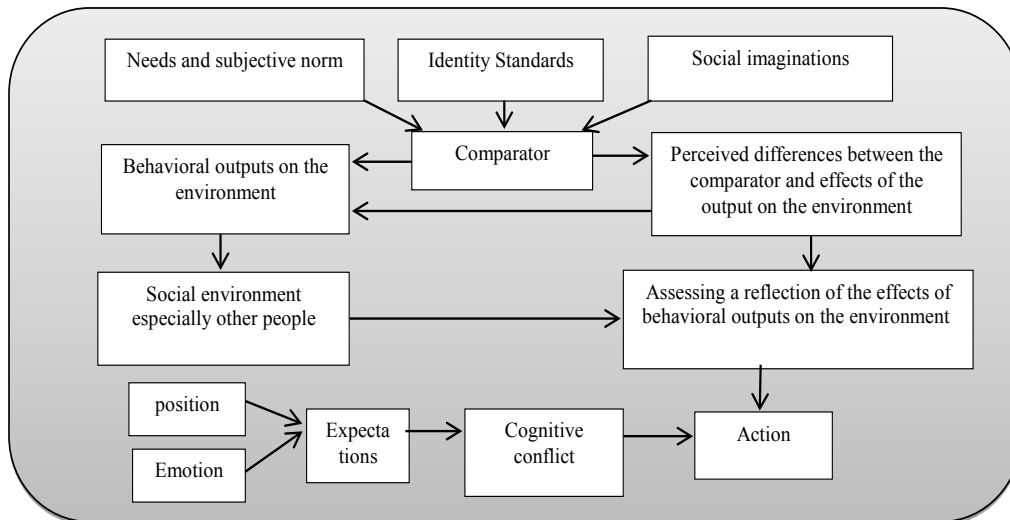 Needs and subjective norm
Identity Standards
Social imaginations
Comparator
Behavioral outputs on the
environment
Perceived differences between the
comparator and effects of the
output on the environment
Social environment
especially other people
Assessing a reflection of the effects of
behavioral outputs on the environment
position
Emotion
Expecta
tions
Cognitive
conflict
Action